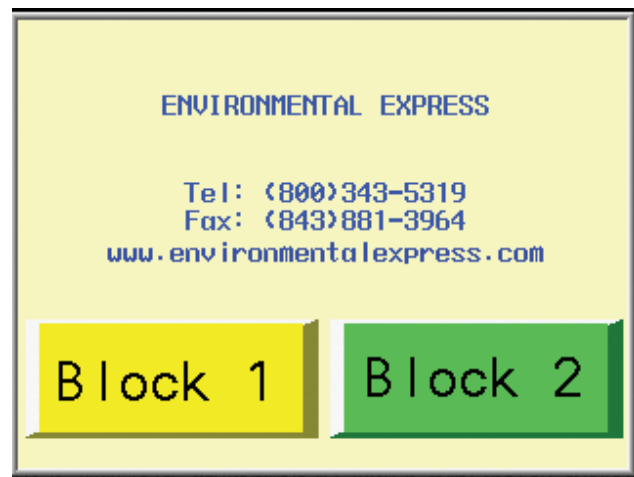 ENVIRONMENTAL EXPRESS
Tel: (800)343-5319
Fax: (843)881-3964
www.environmentalexpress.com
Block 1
Block 2